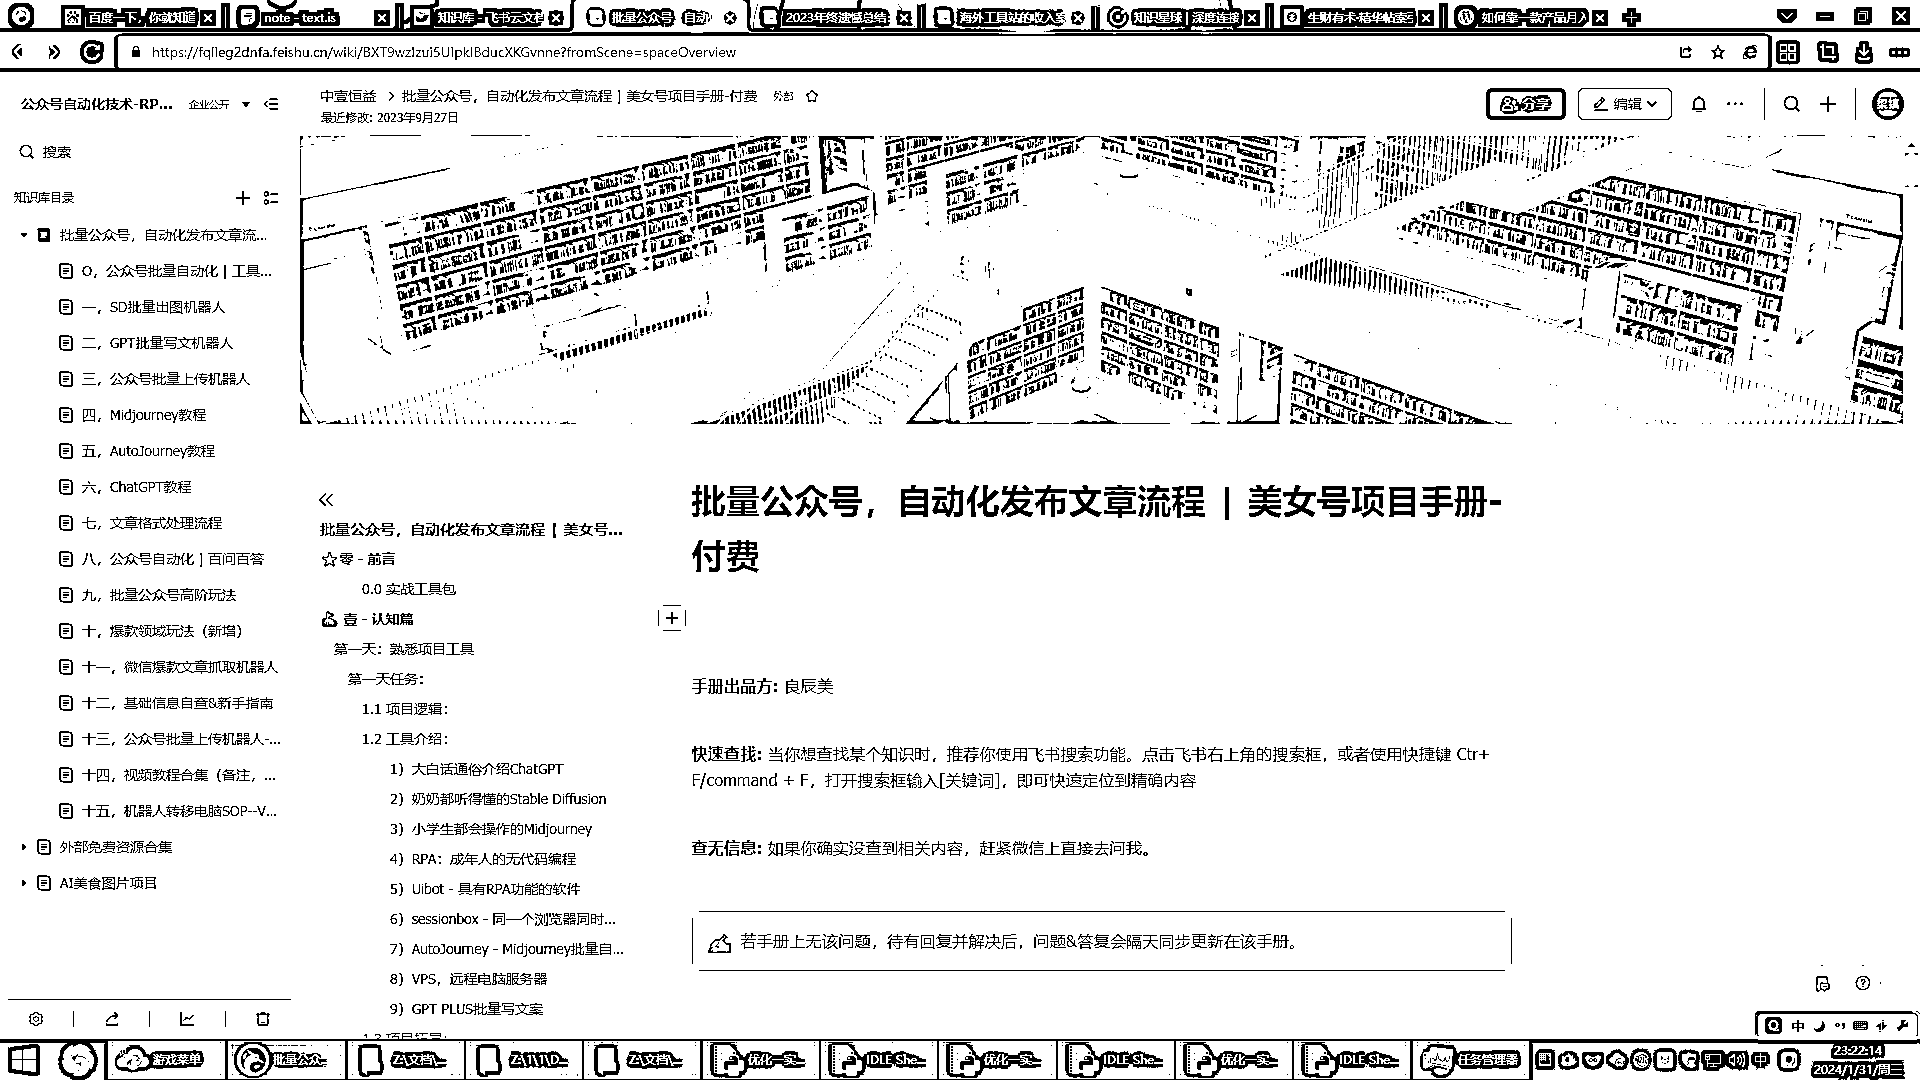 百度一下，你就知道
note - text.is
知识库 - 飞书云文档
批量公众号 自动
2023年终遗憾总结:
海外工具站的收入案
知识星球 | 深度连接
生财有术-精华帖索引
如何靠一款产品月入
https://fqlleg2dnfa.feishu.cn/wiki/BXT9wzIzui5UIpkIBducXKGvnne?fromScene=spaceOverview
公众号自动化技术-RP... 企业公开
中壹恒益 > 批量公众号，自动化发布文章流程 | 美女号项目手册-付费 外部
最近修改: 2023年9月27日
分享
编辑
搜索
知识库目录
批量公众号，自动化发布文章流...
0，公众号批量自动化 | 工具...
一，SD批量出图机器人
二，GPT批量写文机器人
三，公众号批量上传机器人
四，Midjourney教程
五，AutoJourney教程
六，ChatGPT教程
七，文章格式处理流程
八，公众号自动化 | 百问百答
九，批量公众号高阶玩法
十，爆款领域玩法（新增）
十一，微信爆款文章抓取机器人
十二，基础信息自查&新手指南
十三，公众号批量上传机器人-...
十四，视频教程合集（备注，...
十五，机器人转移电脑SOP--V...
外部免费资源合集
AI美食图片项目
批量公众号，自动化发布文章流程 | 美女号...
零 - 前言
0.0 实战工具包
壹 - 认知篇
第一天：熟悉项目工具
第一天任务：
1.1 项目逻辑：
1.2 工具介绍：
1）大白话通俗介绍ChatGPT
2）奶奶都听得懂的Stable Diffusion
3）小学生都会操作的Midjourney
4）RPA：成年人的无代码编程
5）Uibot - 具有RPA功能的软件
6）sessionbox - 同一个浏览器同时...
7）AutoJourney - Midjourney批量自...
8）VPS，远程电脑服务器
9）GPT PLUS批量写文案
批量公众号，自动化发布文章流程 | 美女号项目手册-
付费
手册出品方: 良辰美
快速查找: 当你想查找某个知识时，推荐你使用飞书搜索功能。点击飞书右上角的搜索框，或者使用快捷键 Ctr+
F/command + F，打开搜索框输入[关键词]，即可快速定位到精确内容
查无信息: 如果你确实没查到相关内容，赶紧微信上直接去问我。
若手册上无该问题，待有回复并解决后，问题&答复会隔天同步更新在该手册。
中
游戏菜单
批量公众...
Z:\文档\...
Z:\1\1\D...
Z:\文档\...
优化一实...
IDLE She...
优化一实...
IDLE She...
优化一实...
IDLE She...
任务管理器
中
23:22:14
2024/1/31/周三